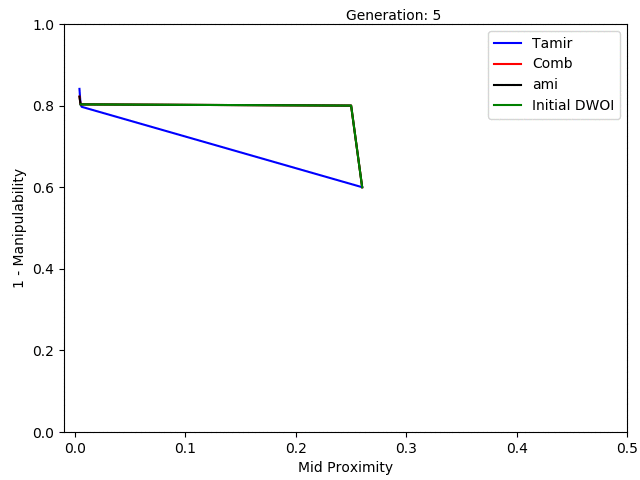 Generation: 5
1.0
0.8
0.6
0.4
0.2
0.0
1 - Manipulability
Tamir
Comb
ami
Initial DWOI
0.0
0.1
0.2
0.3
0.4
0.5
Mid Proximity